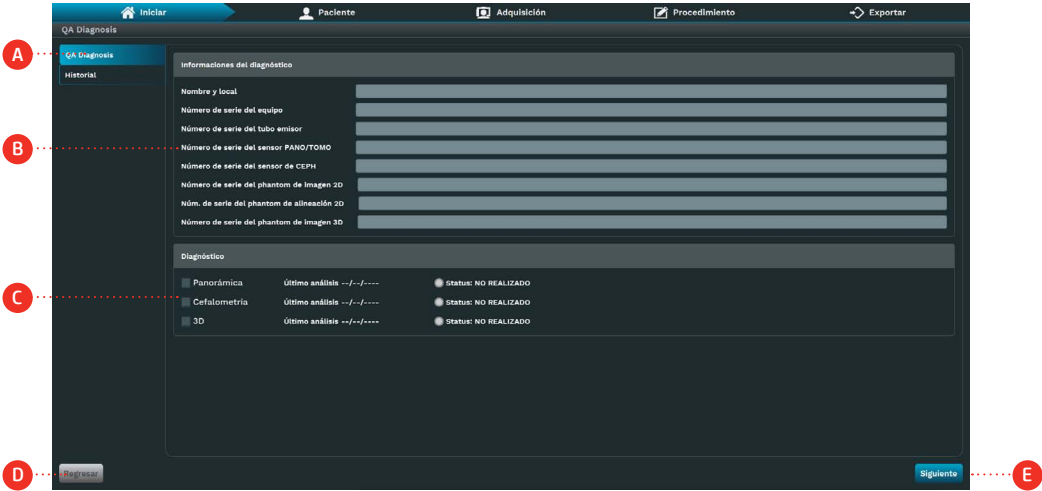 Iniciar Paciente Adquisición Procedimiento Exportar
QA Diagnosis
A QA Diagnosis
Historial
Informaciones del diagnóstico
Nombre y local
Número de serie del equipo
Número de serie del tubo emisor
B Número de serie del sensor PANO/TOMO
Número de serie del sensor de CEPH
Número de serie del phantom de imagen 2D
Núm. de serie del phantom de alineación 2D
Número de serie del phantom de imagen 3D
Diagnóstico
Panorámica Último análisis --/--/---- Status: NO REALIZADO
C Cefalometría Último análisis --/--/---- Status: NO REALIZADO
3D Último análisis --/--/---- Status: NO REALIZADO
D Regresar Siguiente E